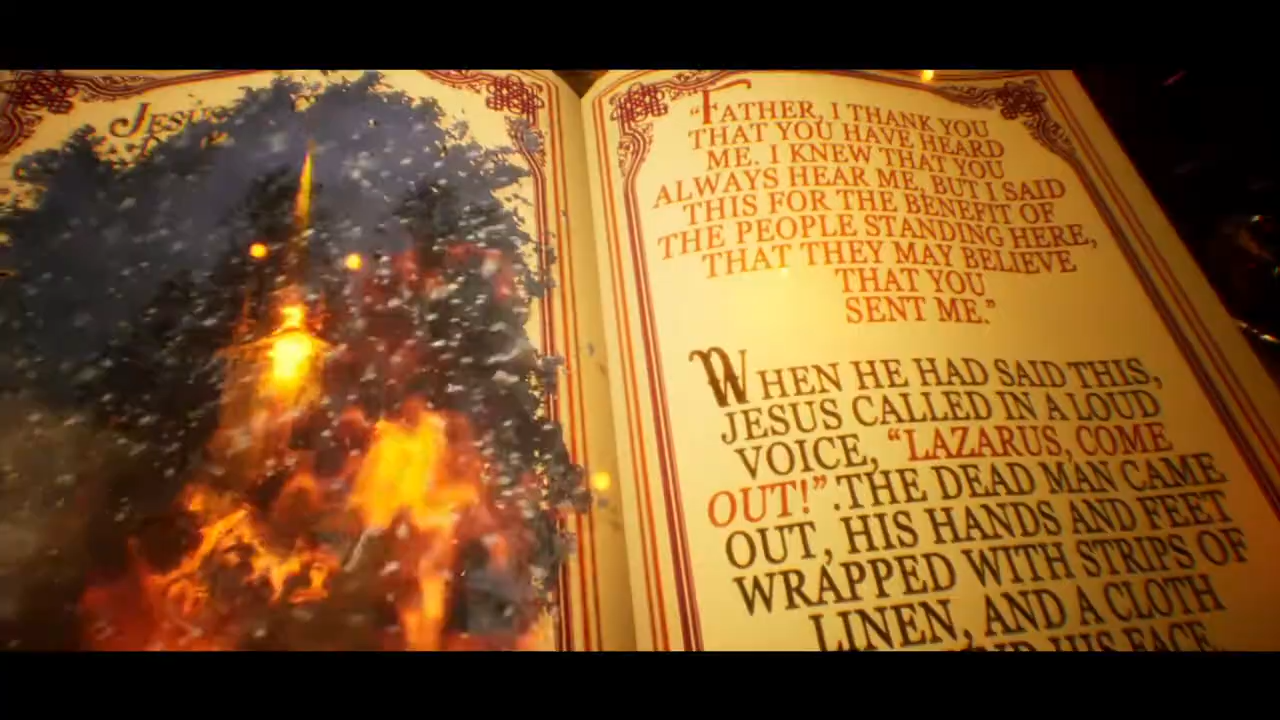 JESUS
“FATHER, I THANK YOU
THAT YOU HAVE HEARD
ME. I KNEW THAT YOU
ALWAYS HEAR ME, BUT I SAID
THIS FOR THE BENEFIT OF
THE PEOPLE STANDING HERE,
THAT THEY MAY BELIEVE
THAT YOU
SENT ME.”
WHEN HE HAD SAID THIS,
JESUS CALLED IN A LOUD
VOICE, “LAZARUS, COME
OUT!” .THE DEAD MAN CAME
OUT, HIS HANDS AND FEET
WRAPPED WITH STRIPS OF
LINEN, AND A CLOTH
HIS FACE.